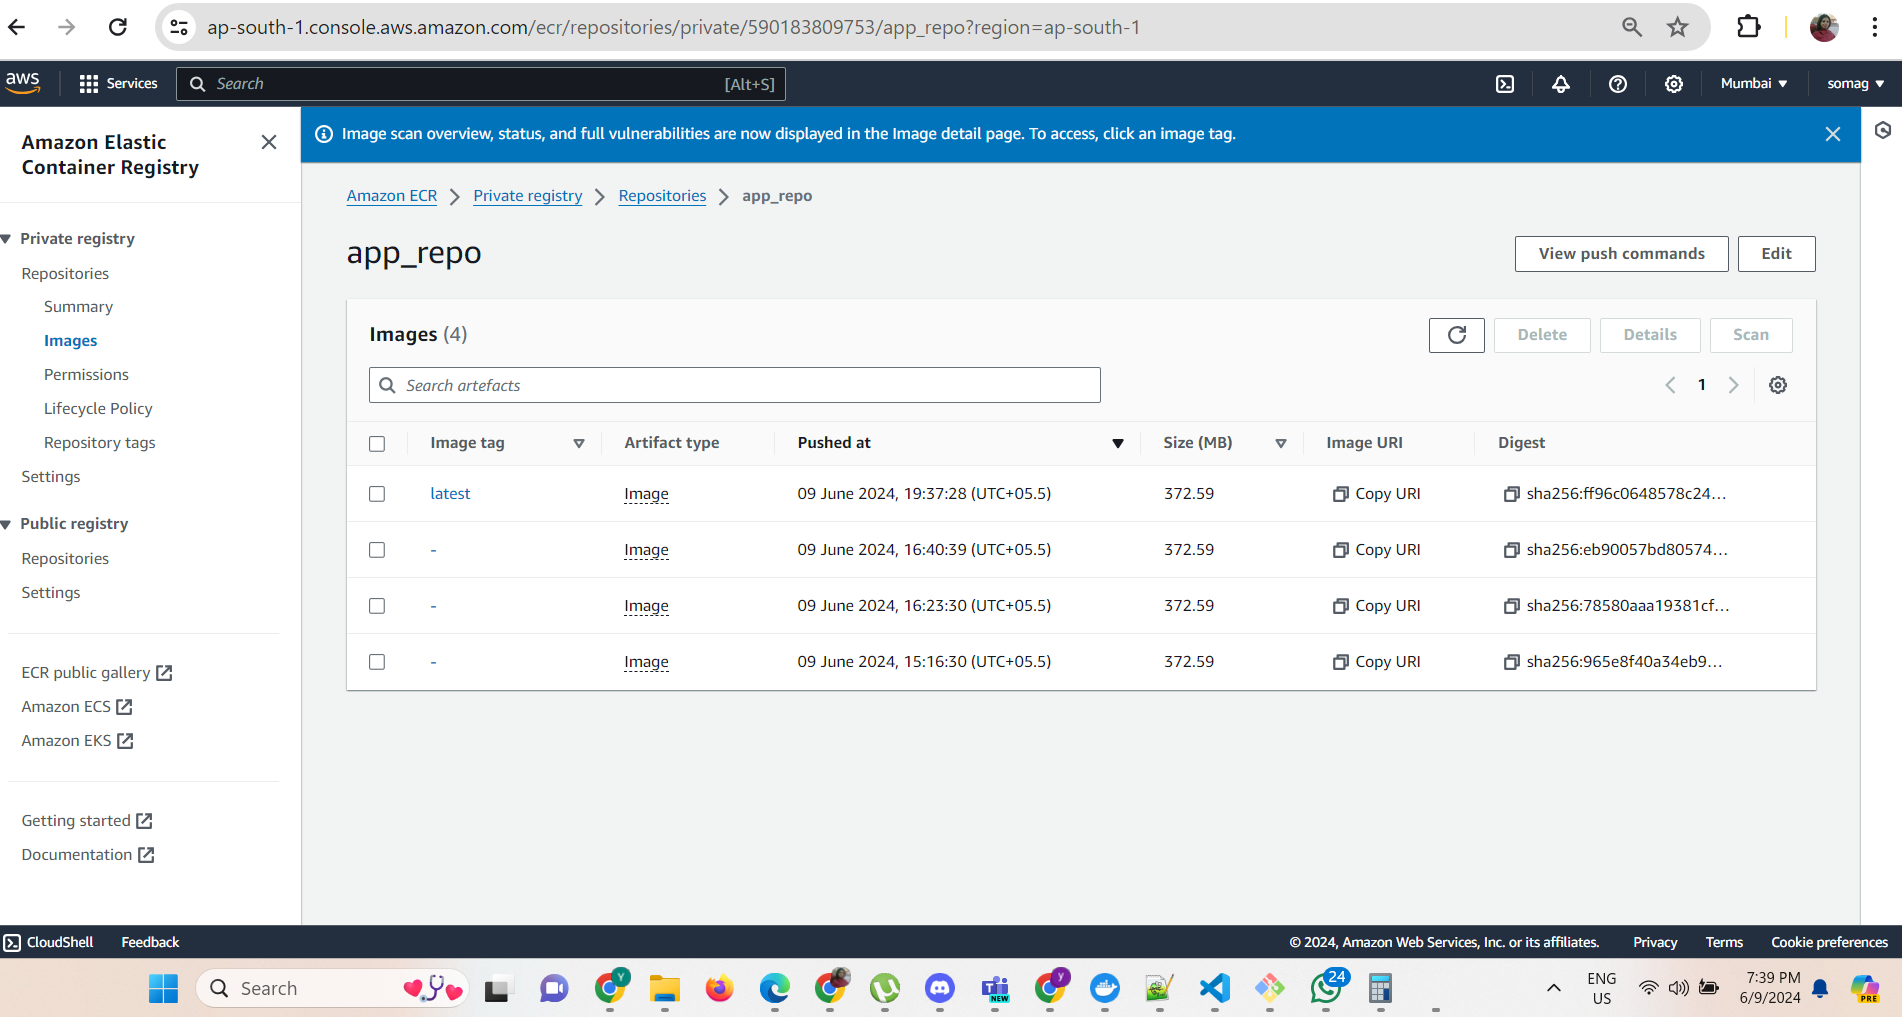 ap-south-1.console.aws.amazon.com/ecr/repositories/private/590183809753/app_repo?region=ap-south-1
aws
Services
Search
[Alt+S]
Mumbai
somag
Amazon Elastic
Container Registry
Image scan overview, status, and full vulnerabilities are now displayed in the Image detail page. To access, click an image tag.
Private registry
Repositories
Summary
Images
Permissions
Lifecycle Policy
Repository tags
Settings
Public registry
Repositories
Settings
ECR public gallery
Amazon ECS
Amazon EKS
Getting started
Documentation
Amazon ECR
Private registry
Repositories
app_repo
app_repo
View push commands
Edit
Images (4)
Delete
Details
Scan
Search artefacts
1
Image tag Artifact type Pushed at Size (MB) Image URI Digest
latest Image 09 June 2024, 19:37:28 (UTC+05.5) 372.59 Copy URI sha256:ff96c0648578c24...
- Image 09 June 2024, 16:40:39 (UTC+05.5) 372.59 Copy URI sha256:eb90057bd80574...
- Image 09 June 2024, 16:23:30 (UTC+05.5) 372.59 Copy URI sha256:78580aaa19381cf...
- Image 09 June 2024, 15:16:30 (UTC+05.5) 372.59 Copy URI sha256:965e8f40a34eb9...
CloudShell
Feedback
© 2024, Amazon Web Services, Inc. or its affiliates.
Privacy
Terms
Cookie preferences
Search
Y
NEW
y
24
ENG
US
7:39 PM
6/9/2024
PRE